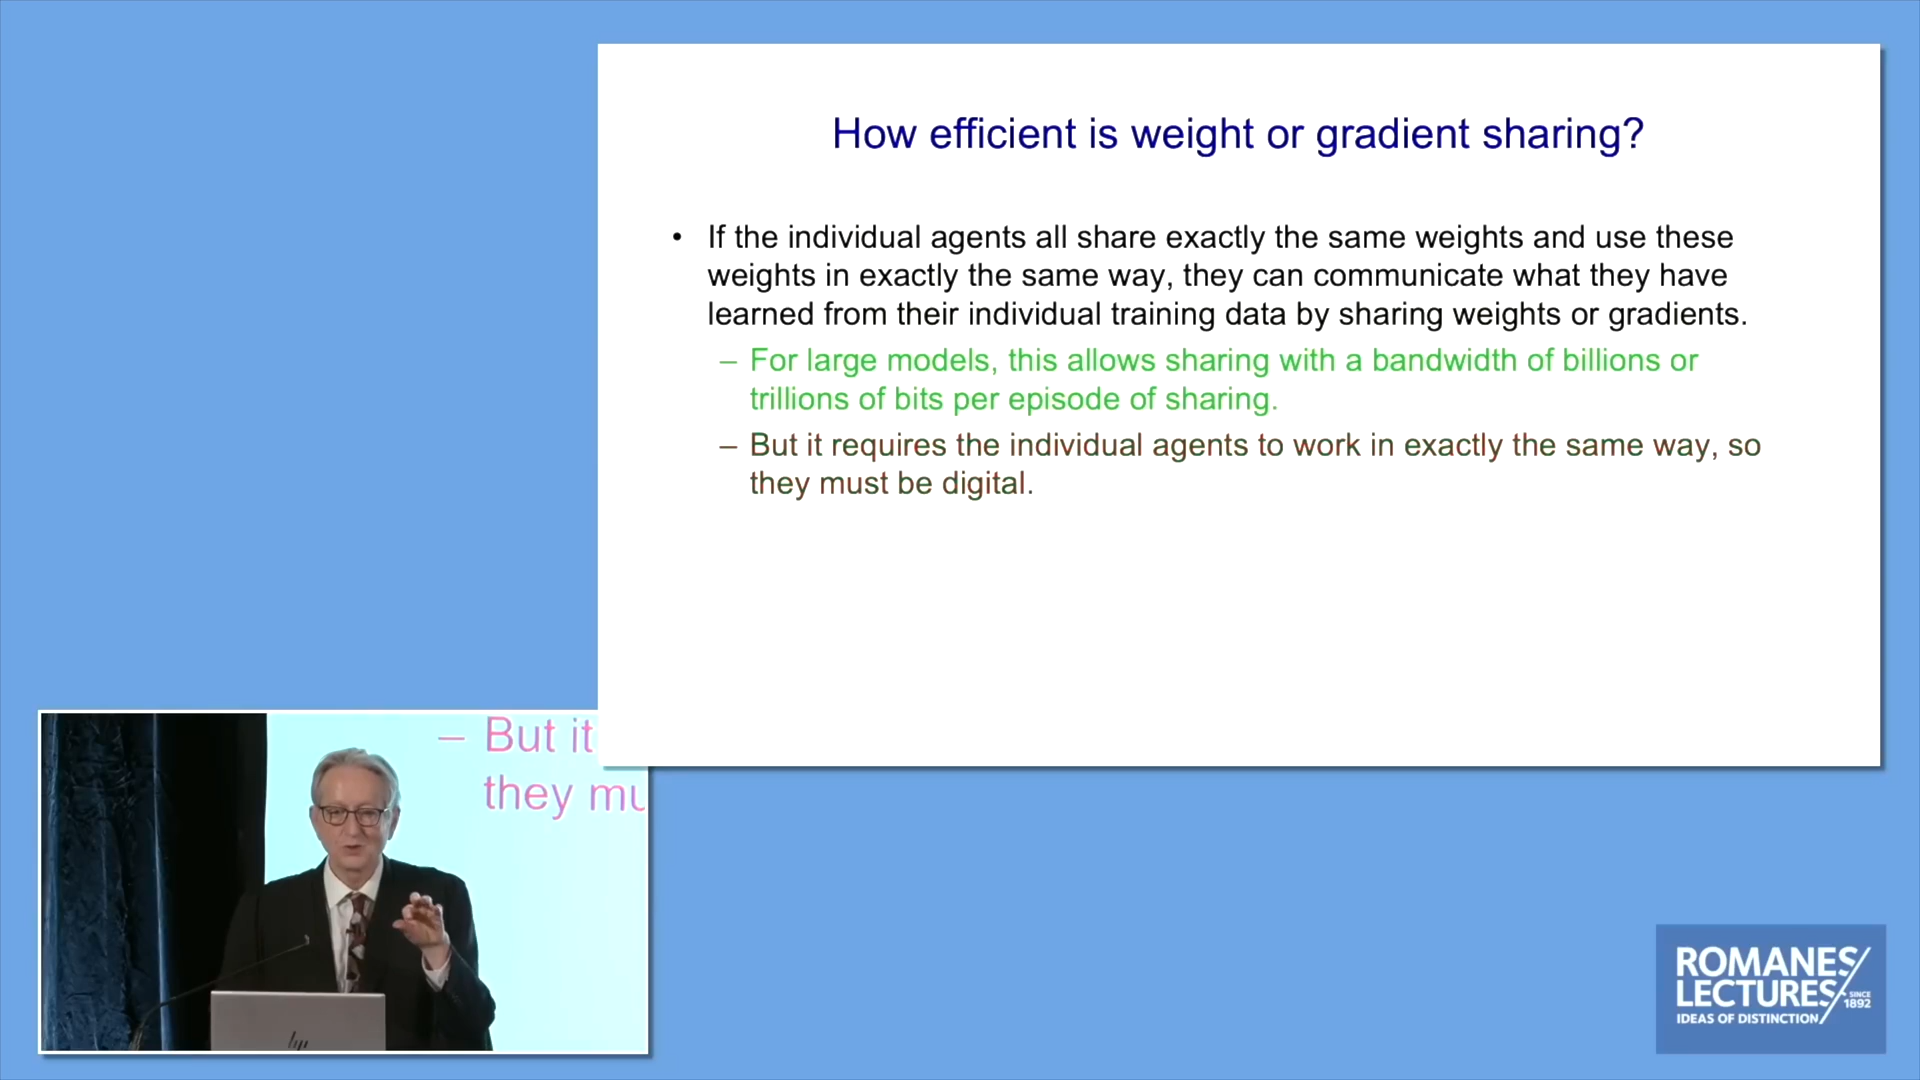 How efficient is weight or gradient sharing?
• If the individual agents all share exactly the same weights and use these
weights in exactly the same way, they can communicate what they have
learned from their individual training data by sharing weights or gradients.
– For large models, this allows sharing with a bandwidth of billions or
trillions of bits per episode of sharing.
– But it requires the individual agents to work in exactly the same way, so
they must be digital.
– But it
they mu
hp
ROMANES
LECTURES
SINCE
1892
IDEAS OF DISTINCTION